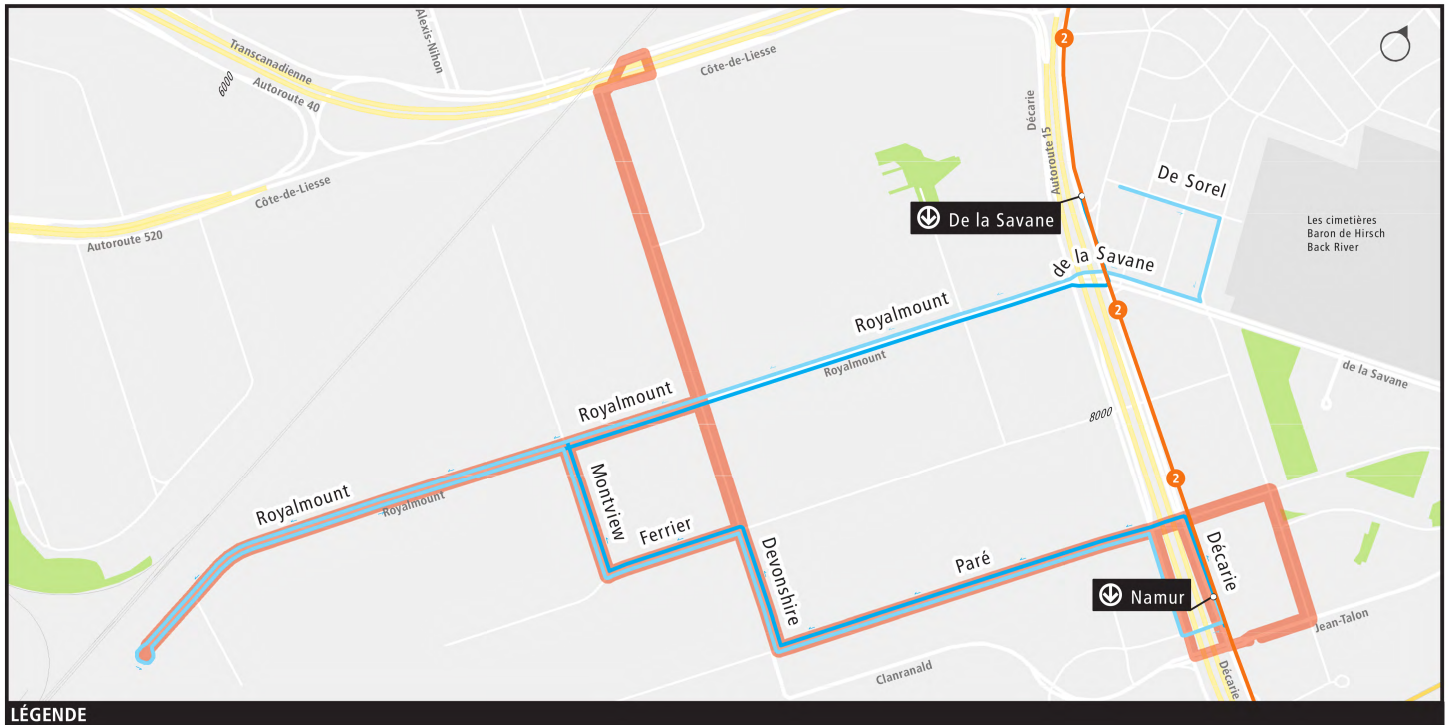 Alexis-Nihon
Transcanadienne
6000
Autoroute 40
Côte-de-Liesse
2
Décarie
Autoroute 15
De Sorel
Côte-de-Liesse
De la Savane
Les cimetières
Baron de Hirsch
Back River
Autoroute 520
de la Savane
Royalmount
2
Royalmount
de la Savane
Royalmount
8000
2
Royalmount
Royalmount
Montview
Ferrier
Devonshire
Paré
Décarie
Namur
Jean-Talon
Clanranald
Décarie
LÉGENDE